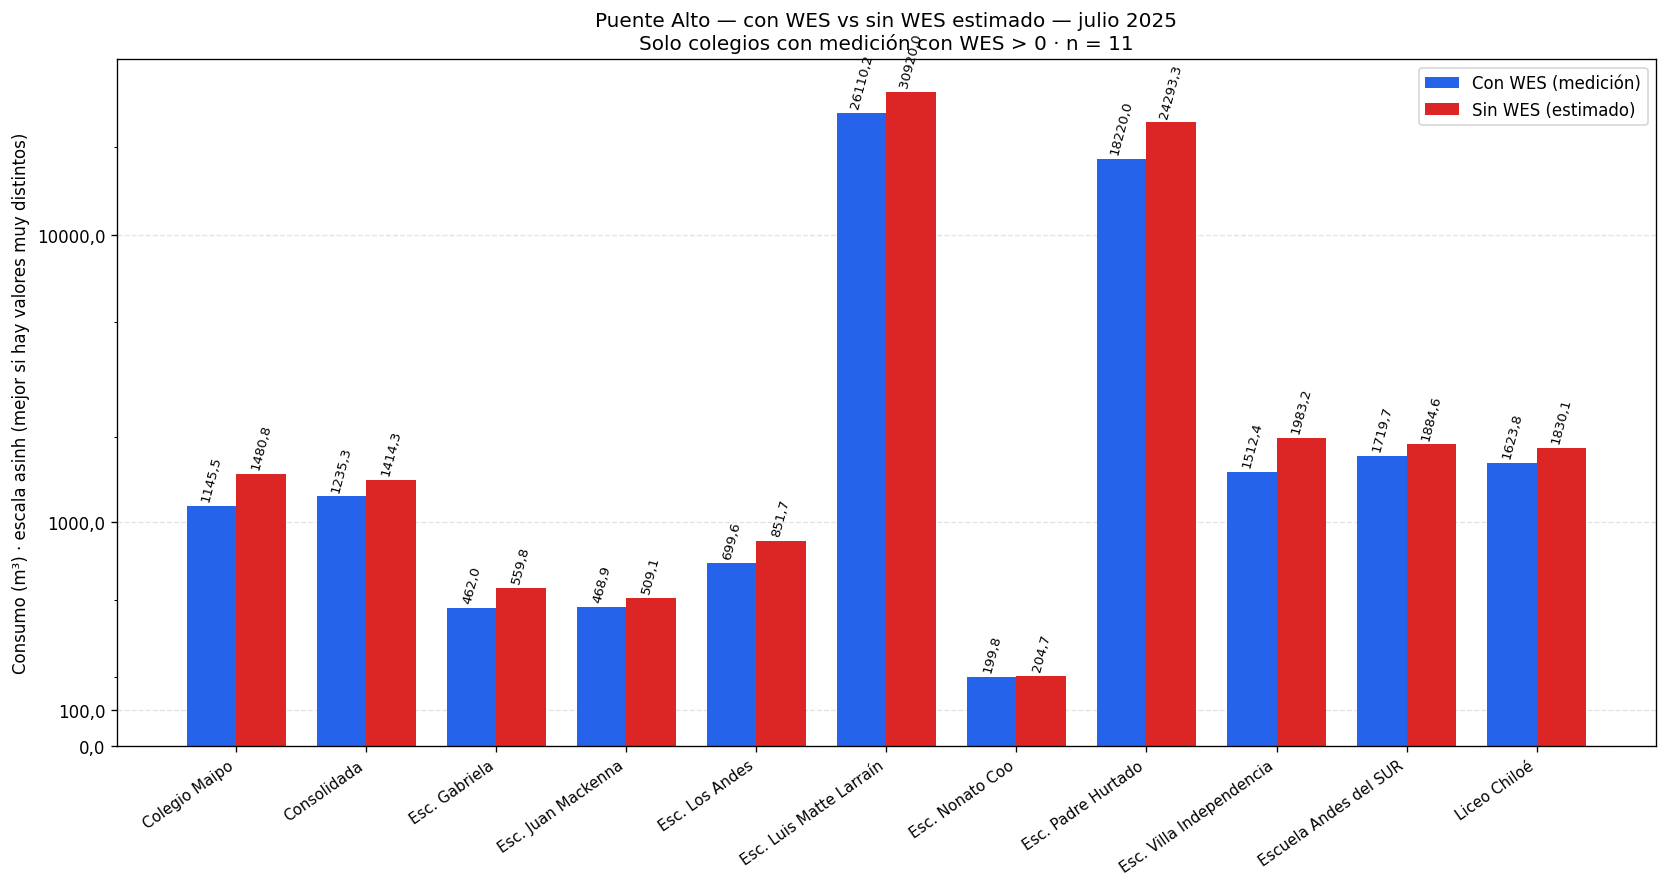 Puente Alto — con WES vs sin WES estimado — julio 2025
Solo colegios con medición con WES > 0 · n = 11
Con WES (medición)
Sin WES (estimado)
Consumo (m³) · escala asinh (mejor si hay valores muy distintos)
10000,0
1000,0
100,0
0,0
1145,5
1480,8
1235,3
1414,3
462,0
559,8
468,9
509,1
699,6
851,7
26110,2
30920,0
199,8
204,7
18220,0
24293,3
1512,4
1983,2
1719,7
1884,6
1623,8
1830,1
Colegio Maipo
Consolidada
Esc. Gabriela
Esc. Juan Mackenna
Esc. Los Andes
Esc. Luis Matte Larraín
Esc. Nonato Coo
Esc. Padre Hurtado
Esc. Villa Independencia
Escuela Andes del SUR
Liceo Chiloé